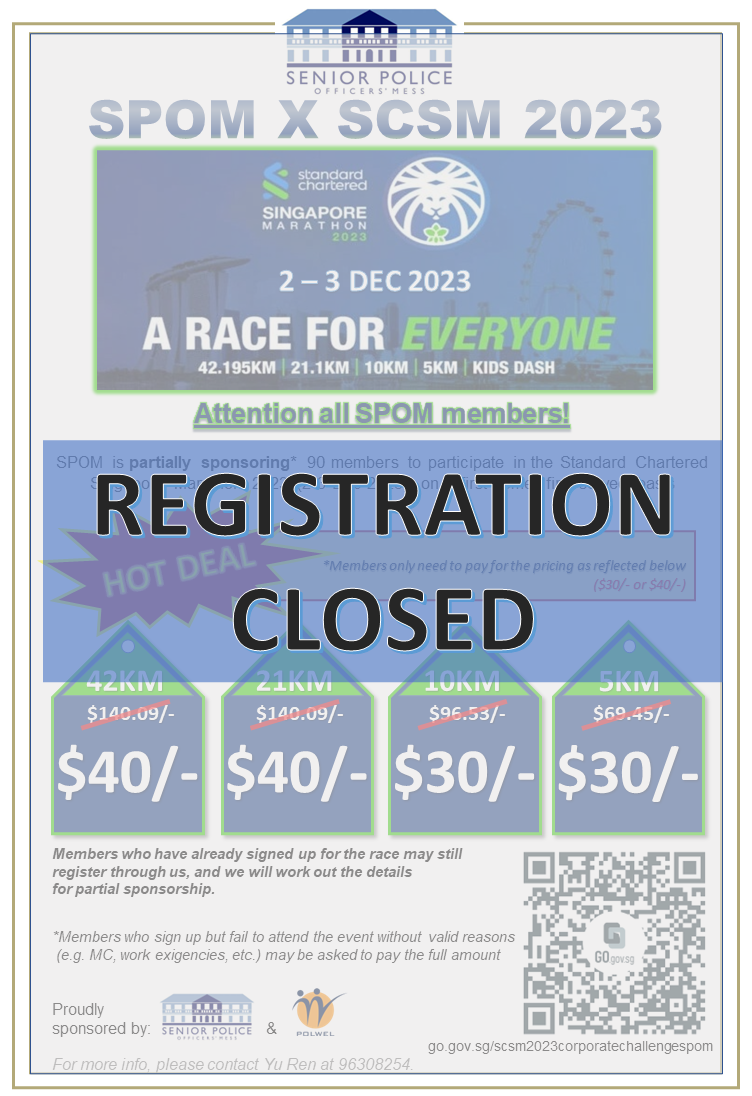 SENIOR POLICE
OFFICERS' MESS
SPOM X SCSM 2023
standard
chartered
SINGAPORE
MARATHON
2023
2 – 3 DEC 2023
A RACE FOR EVERYONE
42.195KM | 21.1KM | 10KM | 5KM | KIDS DASH
Attention all SPOM members!
SPOM is partially sponsoring* 90 members to participate in the Standard Chartered
REGISTRATION
HOT DEAL
*Members only need to pay for the pricing as reflected below
($30/- or $40/-)
CLOSED
42KM 21KM 10KM 5KM
$140.09/- $140.09/- $96.53/- $69.45/-
$40/- $40/- $30/- $30/-
Members who have already signed up for the race may still
register through us, and we will work out the details
for partial sponsorship.
*Members who sign up but fail to attend the event without valid reasons
(e.g. MC, work exigencies, etc.) may be asked to pay the full amount
GO gov.sg
Proudly
sponsored by:
SENIOR POLICE
OFFICERS' MESS
&
POLWEL
go.gov.sg/scsm2023corporatechallengespom
For more info, please contact Yu Ren at 96308254.